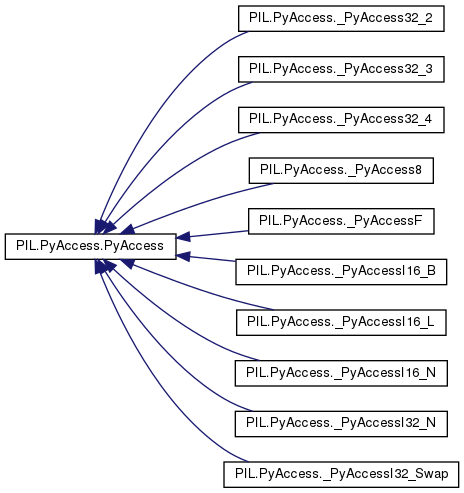 PIL.PyAccess._PyAccess32_2
PIL.PyAccess._PyAccess32_3
PIL.PyAccess._PyAccess32_4
PIL.PyAccess._PyAccess8
PIL.PyAccess._PyAccessF
PIL.PyAccess.PyAccess
PIL.PyAccess._PyAccessI16_B
PIL.PyAccess._PyAccessI16_L
PIL.PyAccess._PyAccessI16_N
PIL.PyAccess._PyAccessI32_N
PIL.PyAccess._PyAccessI32_Swap